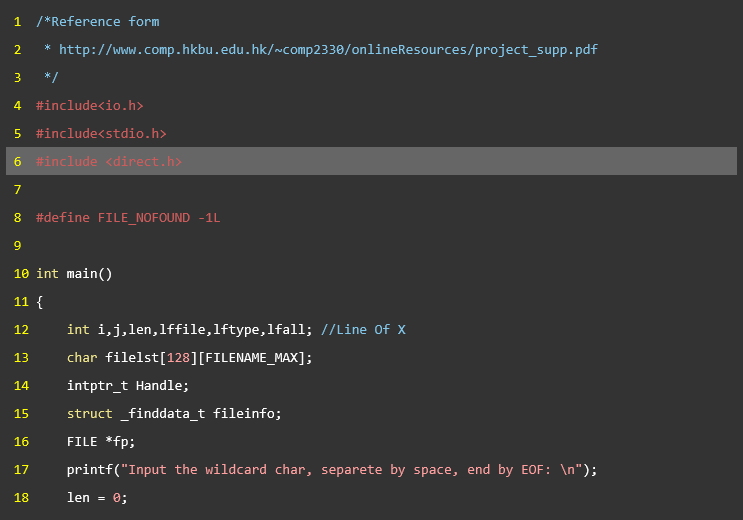 1 /*Reference form
2  * http://www.comp.hkbu.edu.hk/~comp2330/onlineResources/project_supp.pdf
3  */
4 #include<io.h>
5 #include<stdio.h>
6 #include <direct.h>
7
8 #define FILE_NOFOUND -1L
9
10 int main()
11 {
12     int i,j,len,lffile,lftype,lfall; //Line Of X
13     char filelst[128][FILENAME_MAX];
14     intptr_t Handle;
15     struct _finddata_t fileinfo;
16     FILE *fp;
17     printf("Input the wildcard char, separete by space, end by EOF: \n");
18     len = 0;